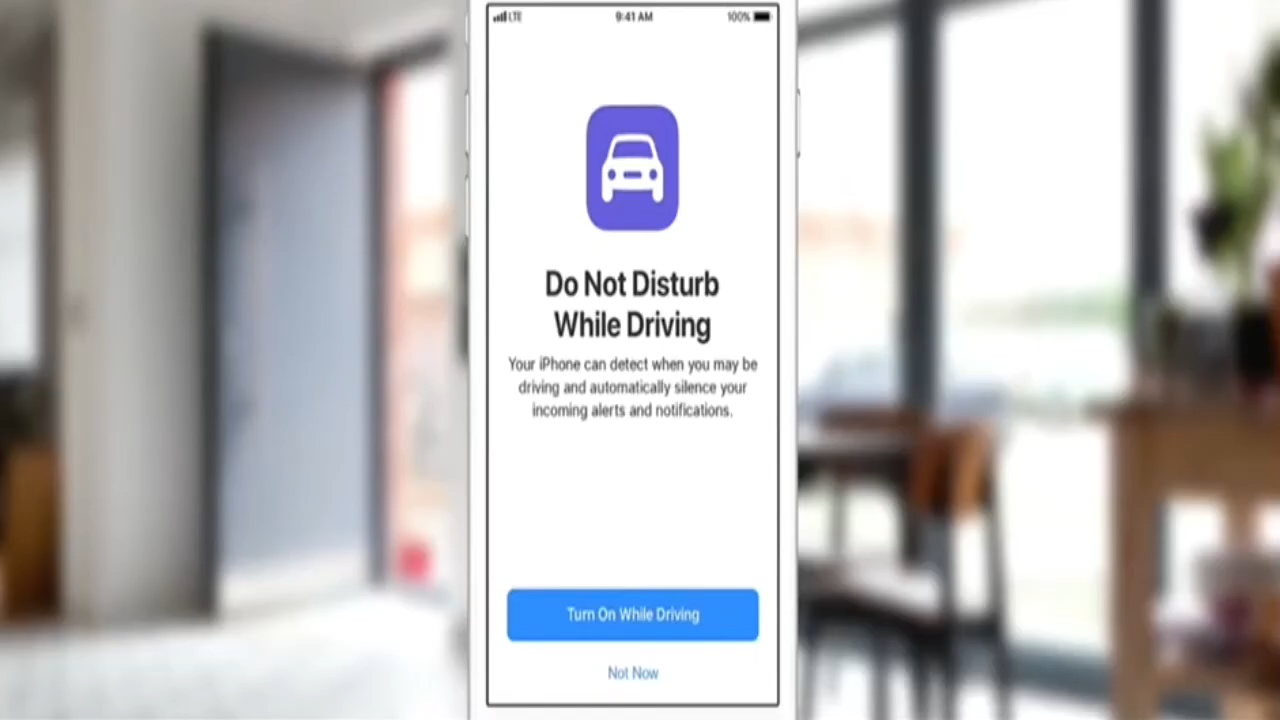 LTE 9:41 AM 100%
Do Not Disturb
While Driving
Your iPhone can detect when you may be
driving and automatically silence your
incoming alerts and notifications.
Turn On While Driving
Not Now